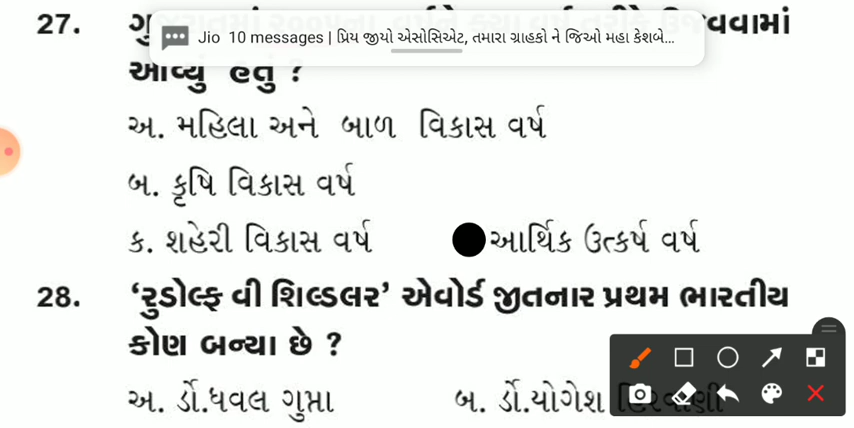 Jio 10 messages | પ્રિય જીયો એસોસિએટ, તમારા ગ્રાહકો ને જિઓ મહા કેશબે...
27. વવામાં
આવ્યું હતું ?
અ. મહિલા અને બાળ વિકાસ વર્ષ
બ. કૃષિ વિકાસ વર્ષ
ક. શહેરી વિકાસ વર્ષ આર્થિક ઉત્કર્ષ વર્ષ
28. ‘રુડોલ્ફ વી શિલ્ડલર’ એવોર્ડ જીતનાર પ્રથમ ભારતીય
કોણ બન્યા છે ?
અ. ર્ડા.ધવલ ગુપ્તા બ. ર્ડા.યોગેશ